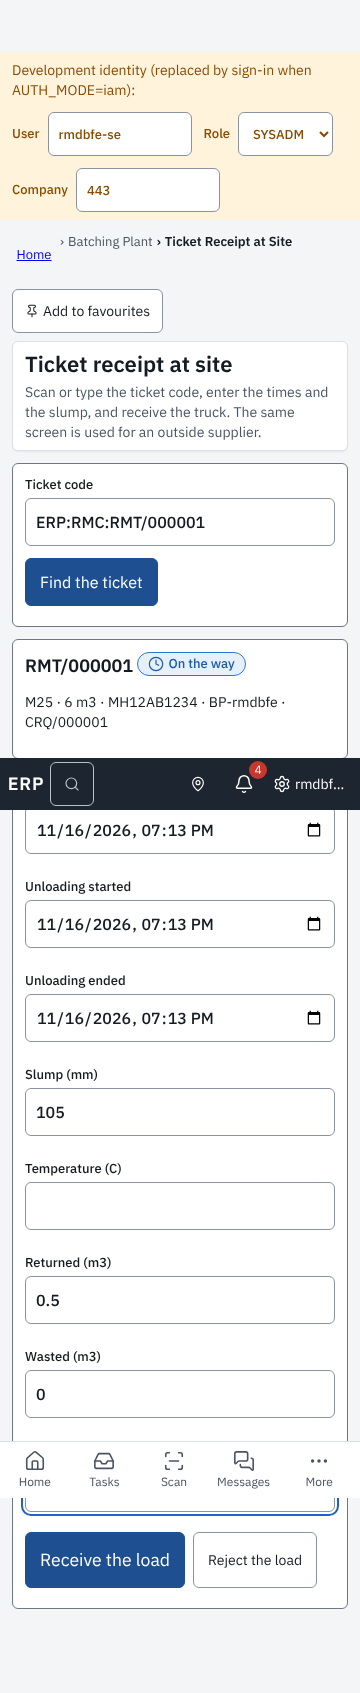 Development identity (replaced by sign-in when
AUTH_MODE=iam):
User rmdbfe-se Role SYSADM
Company 443
Home › Batching Plant › Ticket Receipt at Site
Add to favourites
Ticket receipt at site
Scan or type the ticket code, enter the times and
the slump, and receive the truck. The same
screen is used for an outside supplier.
Ticket code
ERP:RMC:RMT/000001
Find the ticket
RMT/000001 On the way
M25 · 6 m3 · MH12AB1234 · BP-rmdbfe ·
CRQ/000001
ERP 4 rmdbf...
11/16/2026, 07:13 PM
Unloading started
11/16/2026, 07:13 PM
Unloading ended
11/16/2026, 07:13 PM
Slump (mm)
105
Temperature (C)
Returned (m3)
0.5
Wasted (m3)
0
Home Tasks Scan Messages More
Receive the load Reject the load